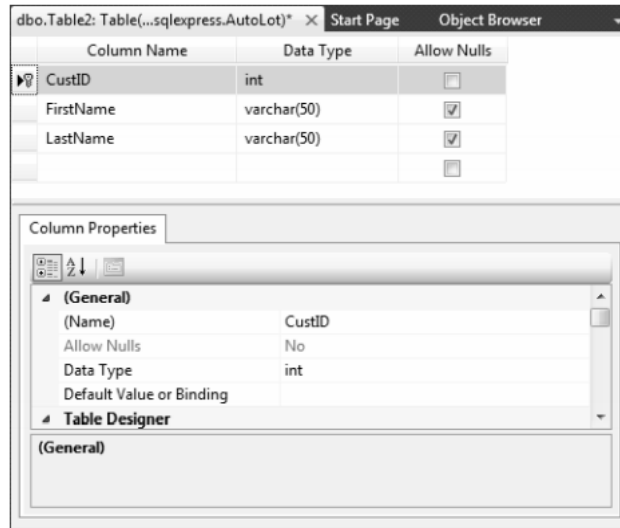 dbo.Table2: Table(...sqlexpress.AutoLot)* Start Page Object Browser
Column Name Data Type Allow Nulls
CustID int
FirstName varchar(50)
LastName varchar(50)
Column Properties
(General)
(Name) CustID
Allow Nulls No
Data Type int
Default Value or Binding
Table Designer
(General)